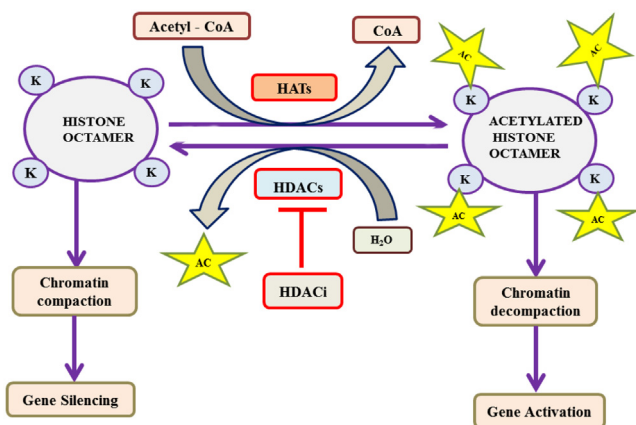 Acetyl - CoA
CoA
AC
AC
K
K
K
K
HATs
HISTONE
OCTAMER
ACETYLATED
HISTONE
OCTAMER
K
K
K
K
HDACs
AC
AC
AC
H₂O
HDACi
Chromatin
compaction
Chromatin
decompaction
Gene Silencing
Gene Activation